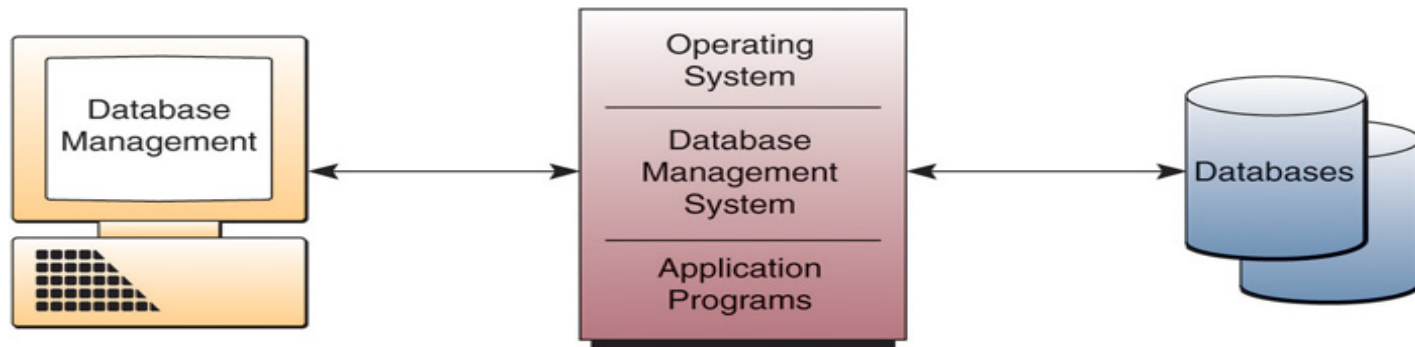 Database
Management
Operating
System
Database
Management
System
Application
Programs
Databases